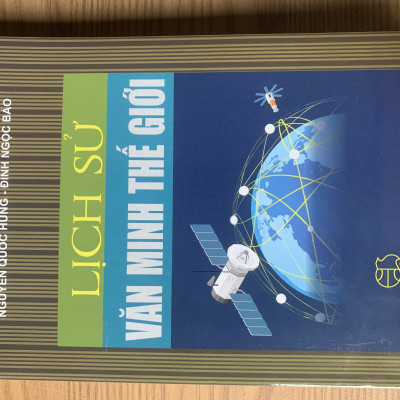 NGUYỄN QUỐC HÙNG - ĐINH NGỌC BẢO
LỊCH SỬ
VĂN MINH THẾ GIỚI